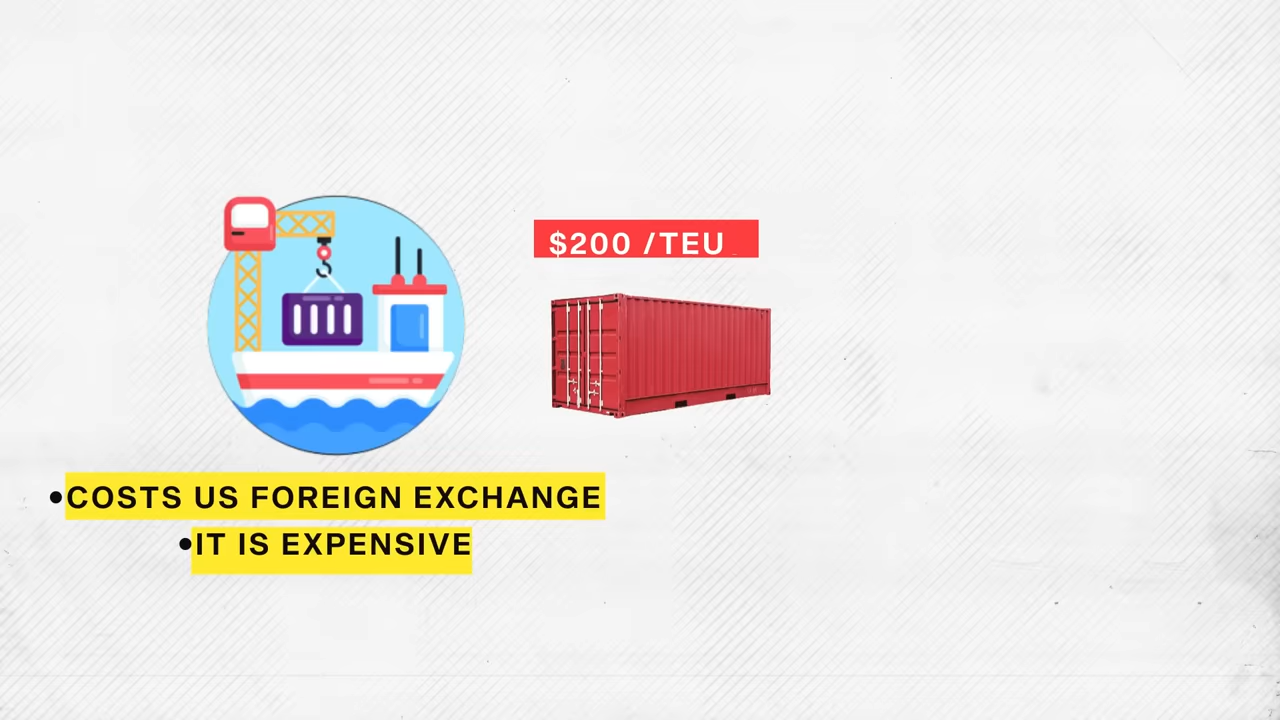 $200 /TEU
•COSTS US FOREIGN EXCHANGE
•IT IS EXPENSIVE